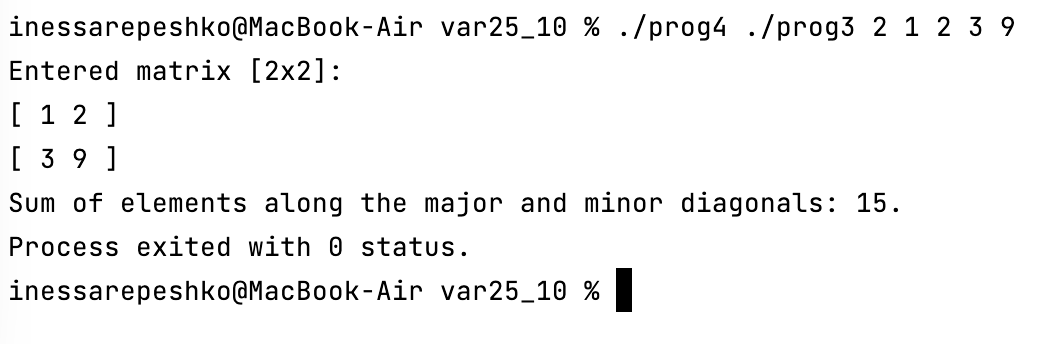 inessarepeshko@MacBook-Air var25_10 % ./prog4 ./prog3 2 1 2 3 9
Entered matrix [2x2]:
[ 1 2 ]
[ 3 9 ]
Sum of elements along the major and minor diagonals: 15.
Process exited with 0 status.
inessarepeshko@MacBook-Air var25_10 %